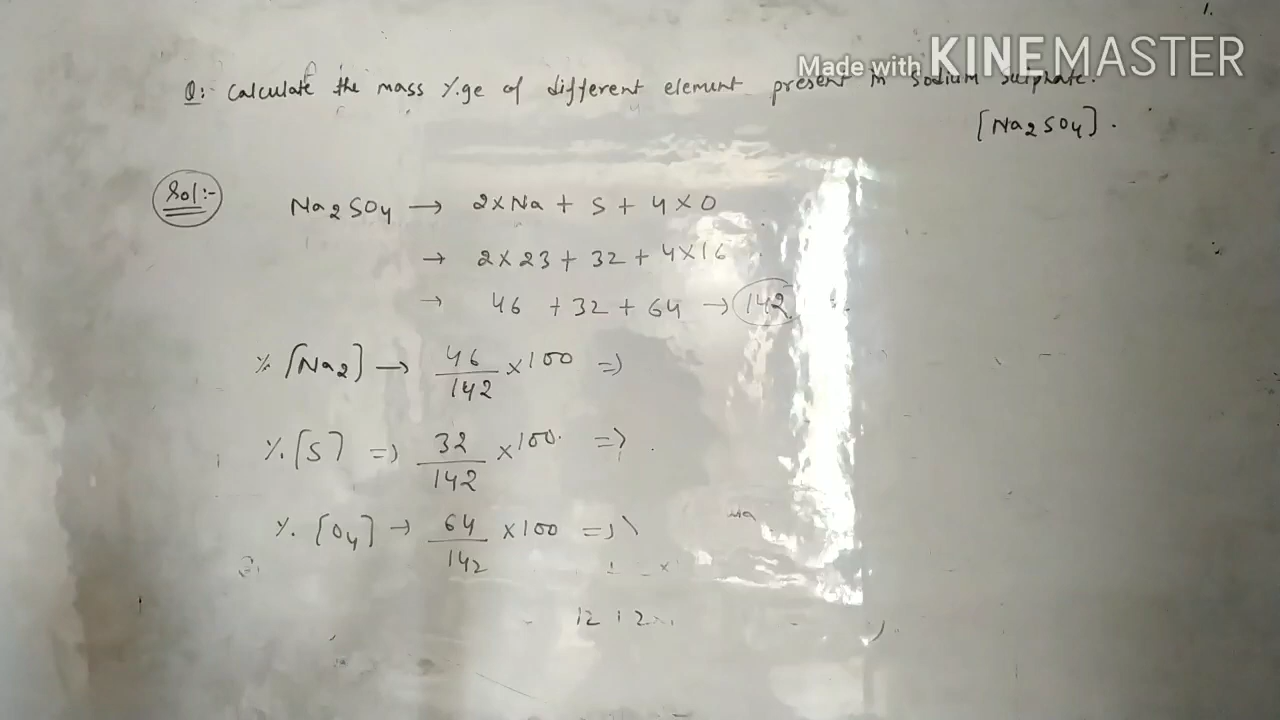 1.
Made with KINEMASTER
Q:- Calculate the mass %ge of different element present in Sodium Sulphate.
[Na2SO4].
Sol:-
Na2SO4 → 2×Na + S + 4×O
→ 2×23 + 32 + 4×16
→ 46 + 32 + 64 → 142
% [Na2] → 46/142 × 100 =>
% [S] => 32/142 × 100 =>
% [O4] → 64/142 × 100 =>